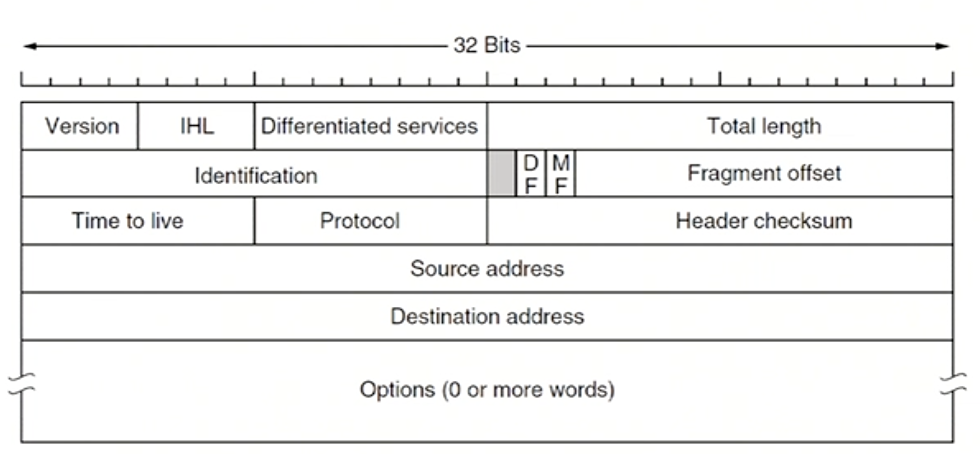 32 Bits
Version IHL Differentiated services Total length
Identification D F M F Fragment offset
Time to live Protocol Header checksum
Source address
Destination address
Options (0 or more words)